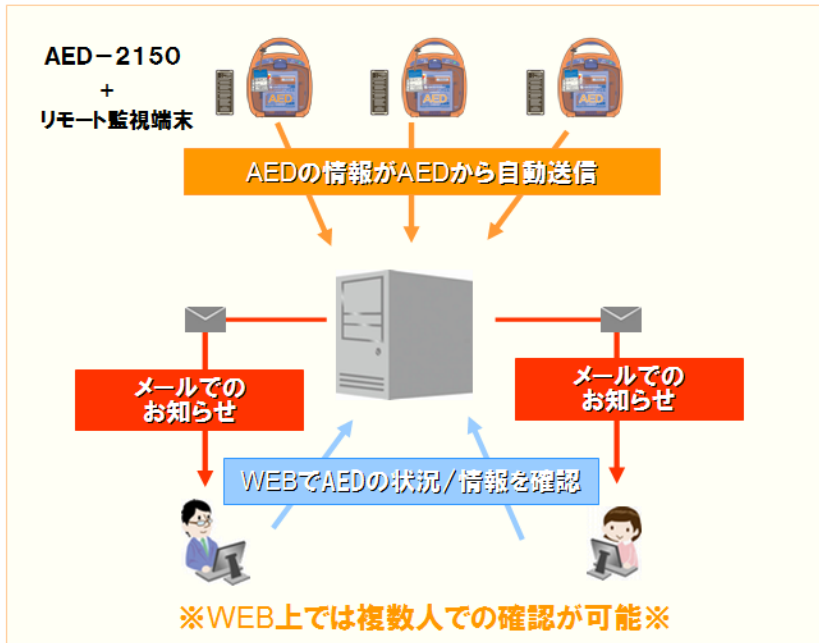 AED-2150
+
リモート監視端末
AED
AED
AED
AEDの情報がAEDから自動送信
メールでの
お知らせ
メールでの
お知らせ
WEBでAEDの状況/情報を確認
※WEB上では複数人での確認が可能※